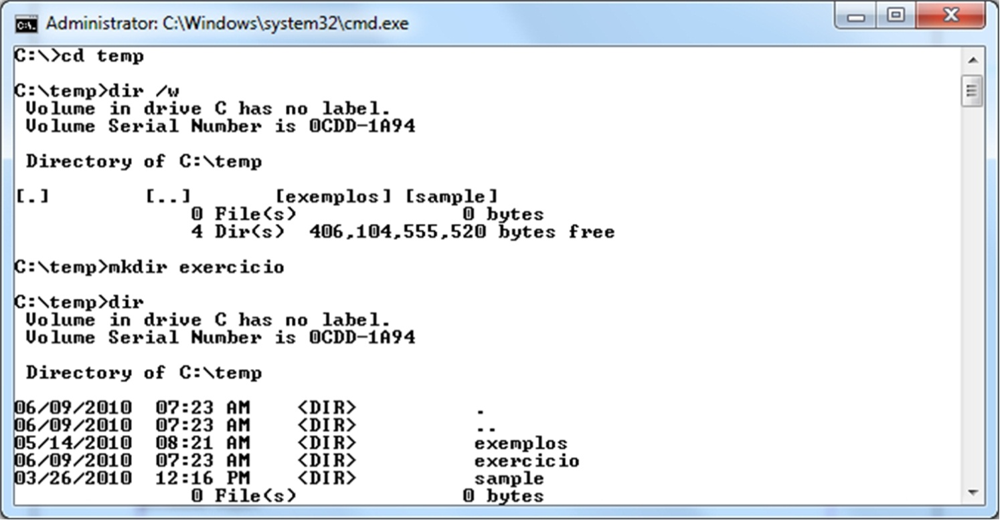 Administrator: C:\Windows\system32\cmd.exe
C:\>cd temp
C:\temp>dir /w
Volume in drive C has no label.
Volume Serial Number is 0CDD-1A94
Directory of C:\temp
[.] [..] [exemplos] [sample]
0 File(s) 0 bytes
4 Dir(s) 406,104,555,520 bytes free
C:\temp>mkdir exercicio
C:\temp>dir
Volume in drive C has no label.
Volume Serial Number is 0CDD-1A94
Directory of C:\temp
06/09/2010 07:23 AM <DIR> .
06/09/2010 07:23 AM <DIR> ..
05/14/2010 08:21 AM <DIR> exemplos
06/09/2010 07:23 AM <DIR> exercicio
03/26/2010 12:16 PM <DIR> sample
0 File(s) 0 bytes